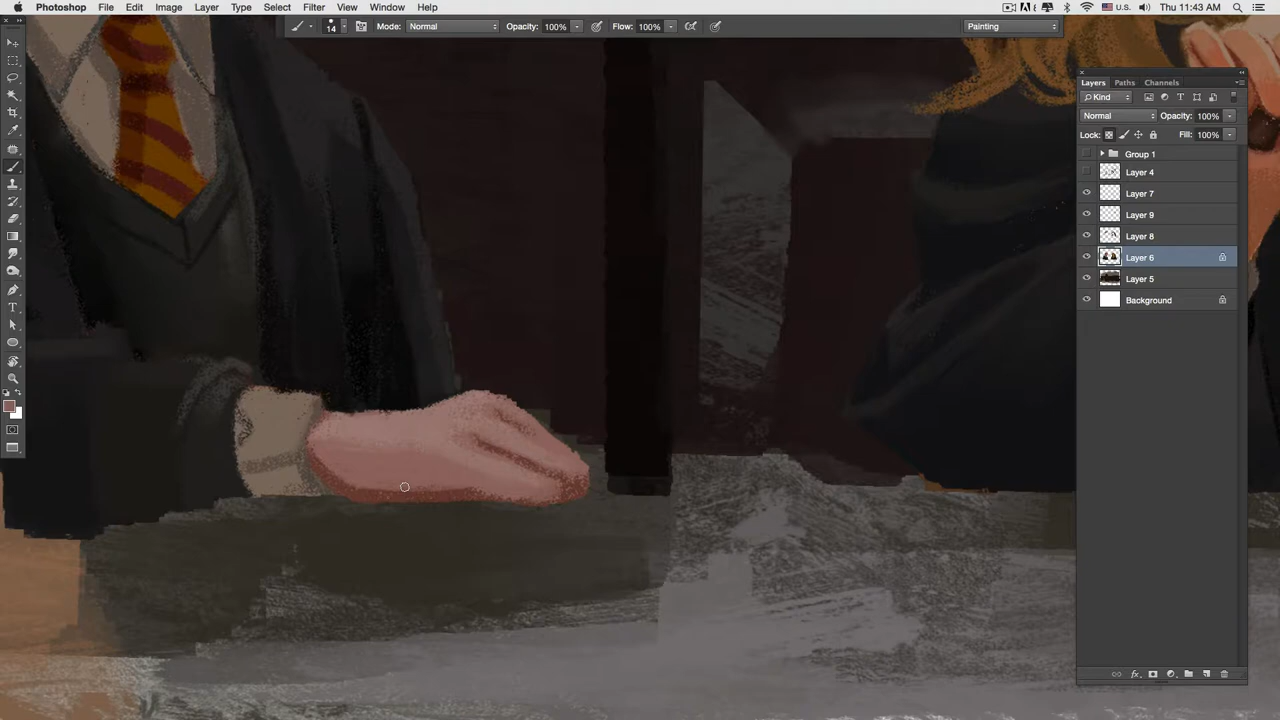 Photoshop File Edit Image Layer Type Select Filter View Window Help U.S. Thu 11:43 AM
14 Mode: Normal Opacity: 100% Flow: 100% Painting
Layers Paths Channels
Kind
Normal Opacity: 100%
Lock: Fill: 100%
Group 1
Layer 4
Layer 7
Layer 9
Layer 8
Layer 6
Layer 5
Background